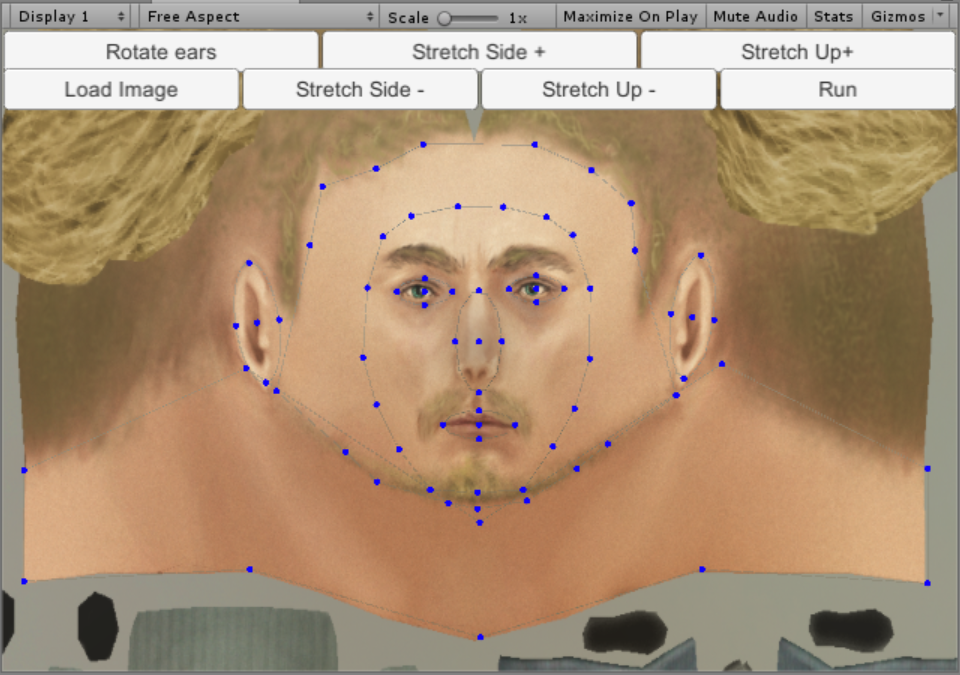 Display 1 Free Aspect Scale 1x Maximize On Play Mute Audio Stats Gizmos
Rotate ears Stretch Side + Stretch Up+
Load Image Stretch Side - Stretch Up - Run